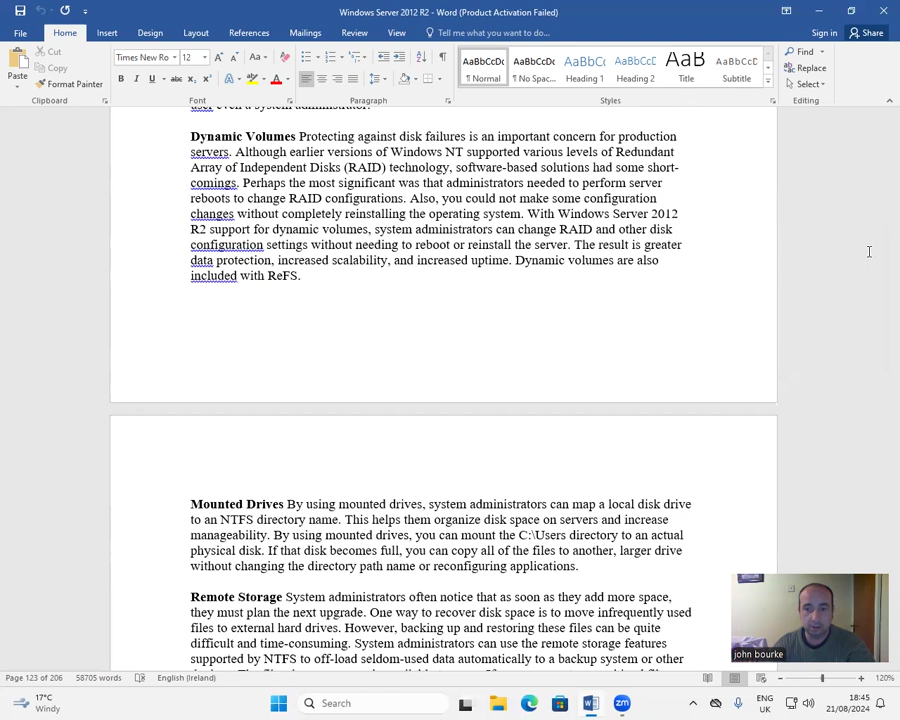 Windows Server 2012 R2 - Word (Product Activation Failed)
File Home Insert Design Layout References Mailings Review View Tell me what you want to do... Sign in Share
Paste
Cut
Copy
Format Painter
Times New Ro 12 Aa
B I U abc x₂ x² A A
AaBbCcDc AaBbCcDc AaBbC( AaBbCcC AaB AaBbCcD
¶ Normal ¶ No Spac... Heading 1 Heading 2 Title Subtitle
Find
Replace
Select
Clipboard Font Paragraph Styles Editing
user even a system administrator.
Dynamic Volumes Protecting against disk failures is an important concern for production
servers. Although earlier versions of Windows NT supported various levels of Redundant
Array of Independent Disks (RAID) technology, software-based solutions had some short-
comings. Perhaps the most significant was that administrators needed to perform server
reboots to change RAID configurations. Also, you could not make some configuration
changes without completely reinstalling the operating system. With Windows Server 2012
R2 support for dynamic volumes, system administrators can change RAID and other disk
configuration settings without needing to reboot or reinstall the server. The result is greater
data protection, increased scalability, and increased uptime. Dynamic volumes are also
included with ReFS.
Mounted Drives By using mounted drives, system administrators can map a local disk drive
to an NTFS directory name. This helps them organize disk space on servers and increase
manageability. By using mounted drives, you can mount the C:\Users directory to an actual
physical disk. If that disk becomes full, you can copy all of the files to another, larger drive
without changing the directory path name or reconfiguring applications.
Remote Storage System administrators often notice that as soon as they add more space,
they must plan the next upgrade. One way to recover disk space is to move infrequently used
files to external hard drives. However, backing up and restoring these files can be quite
difficult and time-consuming. System administrators can use the remote storage features
supported by NTFS to off-load seldom-used data automatically to a backup system or other
john bourke
Page 123 of 206 58705 words English (Ireland) 120%
17°C
Windy
Search
ENG
UK
18:45
21/08/2024